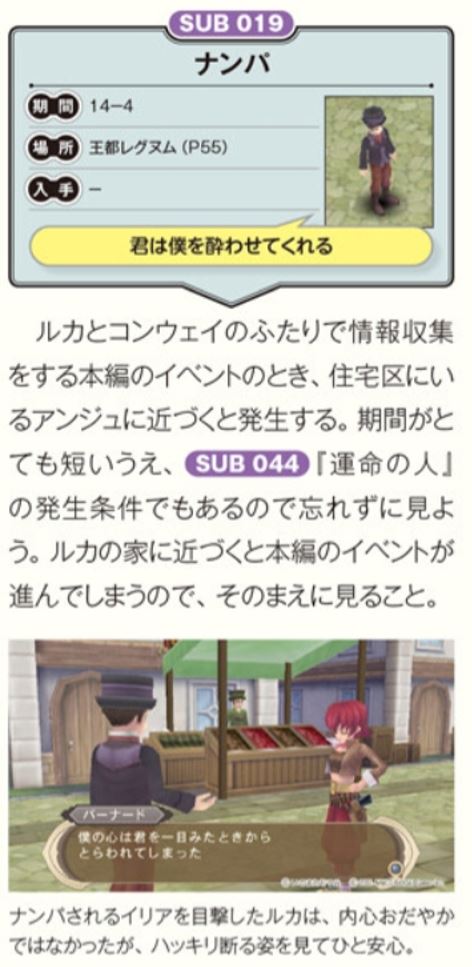 SUB 019
ナンパ
期間 14−4
場所 王都レグヌム（P55）
入手 −
君は僕を酔わせてくれる
ルカとコンウェイのふたりで情報収集
をする本編のイベントのとき、住宅区にい
るアンジュに近づくと発生する。期間がと
ても短いうえ、SUB 044『運命の人』
の発生条件でもあるので忘れずに見よ
う。ルカの家に近づくと本編のイベントが
進んでしまうので、そのまえに見ること。
バーナード
僕の心は君を一目みたときから
とらわれてしまった
ナンパされるイリアを目撃したルカは、内心おだやか
ではなかったが、ハッキリ断る姿を見てひと安心。